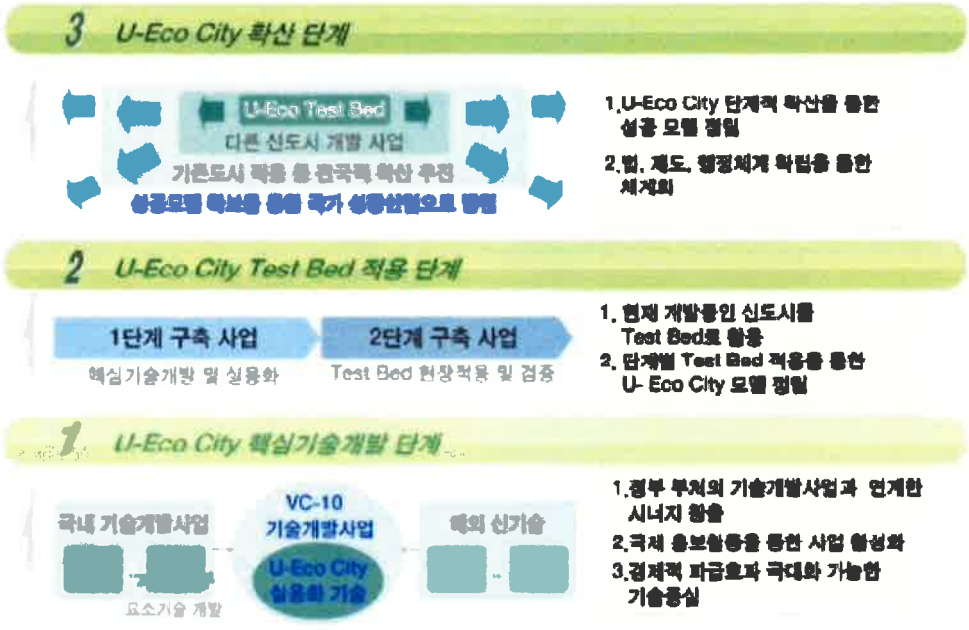 3 U-Eco City 확산 단계
U-Eco Test Bed
다른 신도시 개발 사업
기존도시 적용 등 전국적 확산 추진
성공모델 확보를 통한 국가 성장산업으로 발전
1.U-Eco City 단계적 확산을 통한
성공 모델 정립
2.법, 제도, 행정체계 확립을 통한
체계화
2 U-Eco City Test Bed 적용 단계
1단계 구축 사업
2단계 구축 사업
핵심기술개발 및 실용화
Test Bed 현장적용 및 검증
1. 현재 개발중인 신도시를
Test Bed로 활용
2. 단계별 Test Bed 적용을 통한
U- Eco City 모델 정립
1 U-Eco City 핵심기술개발 단계
국내 기술개발사업
요소기술 개발
VC-10
기술개발사업
U-Eco City
실용화 기술
해외 신기술
1.정부 부처의 기술개발사업과 연계한
시너지 창출
2.국제 홍보활동을 통한 사업 활성화
3.경제적 파급효과 극대화 가능한
기술중심